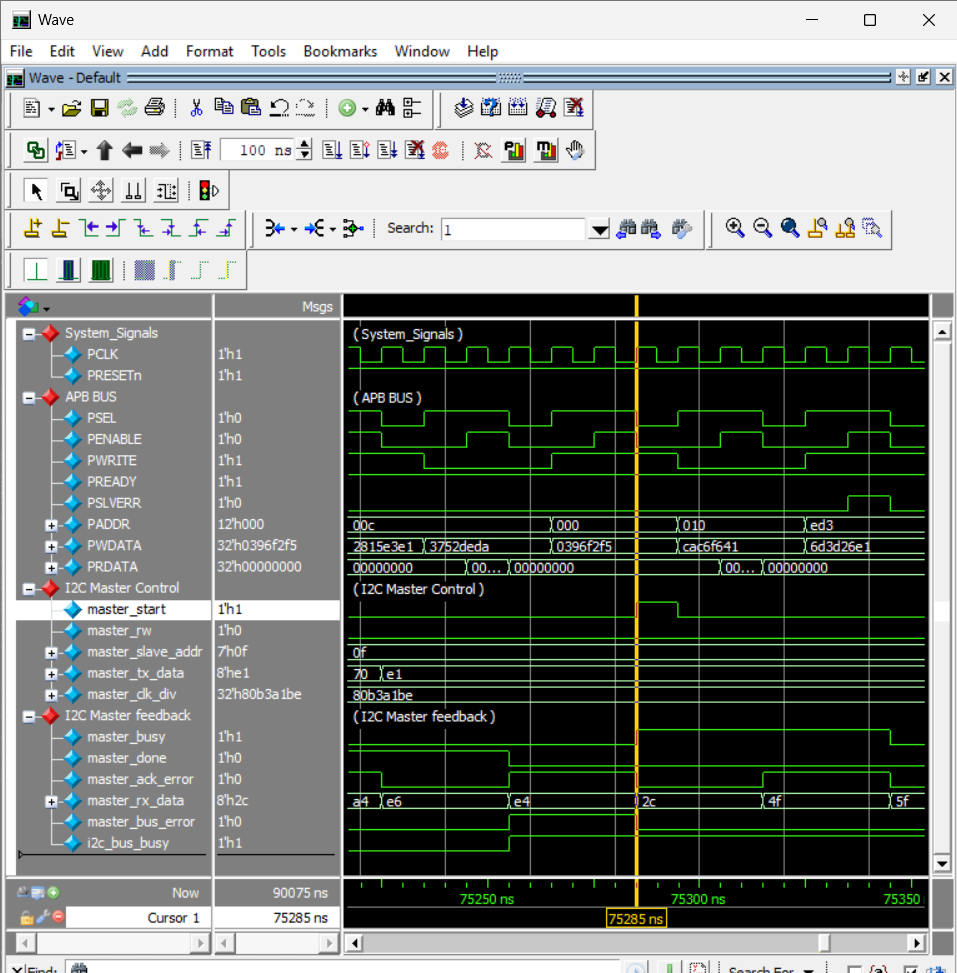 Wave
File Edit View Add Format Tools Bookmarks Window Help
Wave - Default
100 ns
Search: 1
Msgs
System_Signals
PCLK 1'h1
PRESETn 1'h1
APB BUS
PSEL 1'h0
PENABLE 1'h0
PWRITE 1'h1
PREADY 1'h1
PSLVERR 1'h0
PADDR 12'h000
PWDATA 32'h0396f2f5
PRDATA 32'h00000000
I2C Master Control
master_start 1'h1
master_rw 1'h0
master_slave_addr 7'h0f
master_tx_data 8'he1
master_clk_div 32'h80b3a1be
I2C Master feedback
master_busy 1'h1
master_done 1'h0
master_ack_error 1'h0
master_rx_data 8'h2c
master_bus_error 1'h0
i2c_bus_busy 1'h1
( System_Signals )
( APB BUS )
00c 000 010 ed3
2815e3e1 3752deda 0396f2f5 cac6f641 6d3d26e1
00000000 00... 00000000 00... 00000000
( I2C Master Control )
0f
70 e1
80b3a1be
( I2C Master feedback )
a4 e6 e4 2c 4f 5f
Now 90075 ns
Cursor 1 75285 ns
75250 ns 75300 ns 75350
75285 ns
Find:
Search For